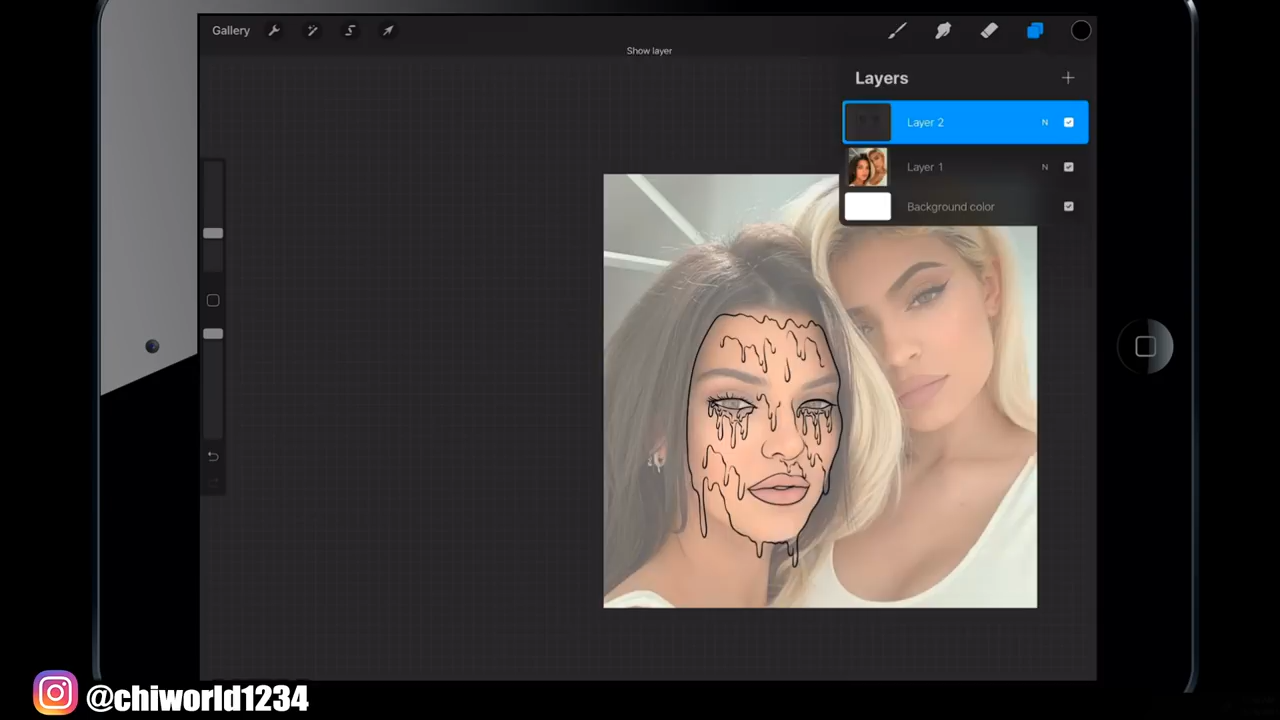 Gallery
Show layer
Layers
Layer 2 N
Layer 1 N
Background color
@chiworld1234